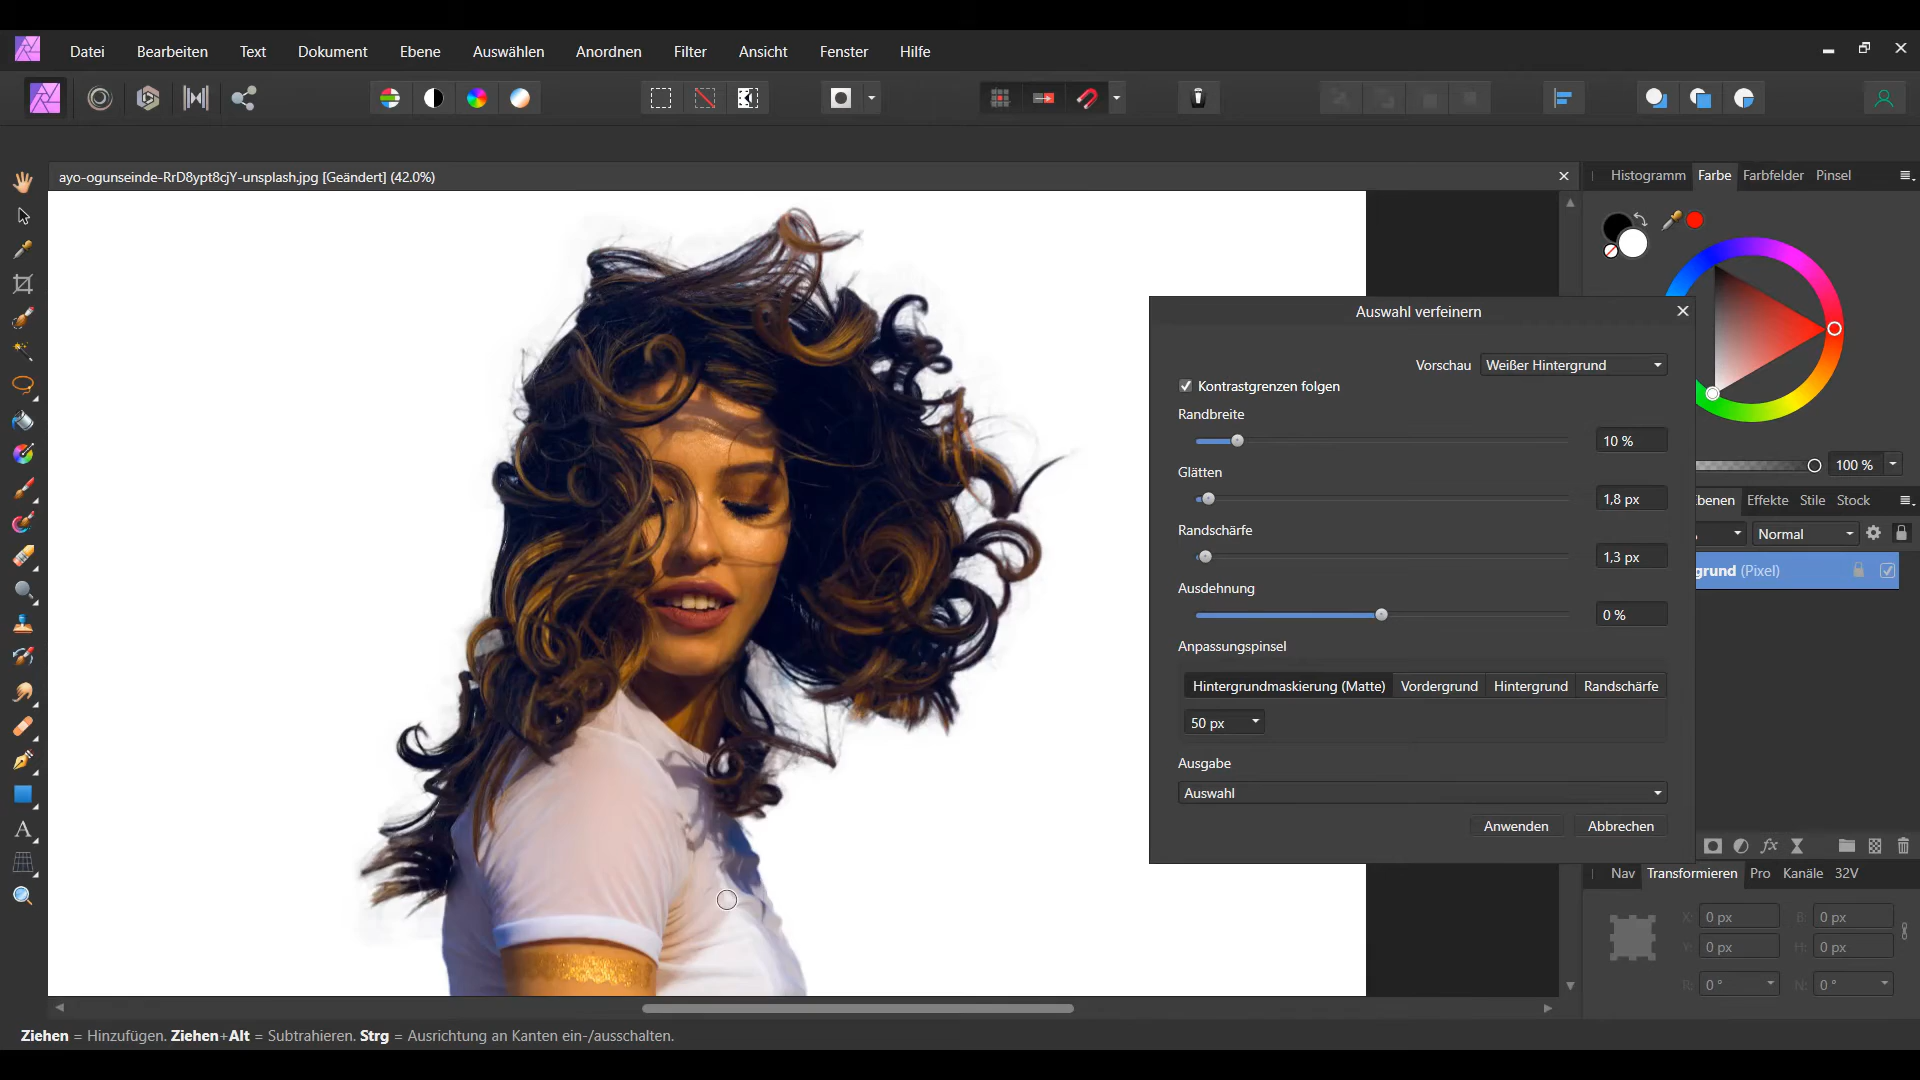 Datei Bearbeiten Text Dokument Ebene Auswählen Anordnen Filter Ansicht Fenster Hilfe
ayo-ogunseinde-RrD8ypt8cjY-unsplash.jpg [Geändert] (42.0%)
Histogramm Farbe Farbfelder Pinsel
Auswahl verfeinern
Vorschau Weißer Hintergrund
Kontrastgrenzen folgen
Randbreite
10 %
100 %
Glätten
1,8 px
Ebenen Effekte Stile Stock
Randschärfe
% Normal
1,3 px
grund (Pixel)
Ausdehnung
0 %
Anpassungspinsel
Hintergrundmaskierung (Matte) Vordergrund Hintergrund Randschärfe
50 px
Ausgabe
Auswahl
Anwenden Abbrechen
Nav Transformieren Pro Kanäle 32V
X: 0 px B: 0 px
Y: 0 px H: 0 px
R: 0 ° N: 0 °
Ziehen = Hinzufügen. Ziehen+Alt = Subtrahieren. Strg = Ausrichtung an Kanten ein-/ausschalten.